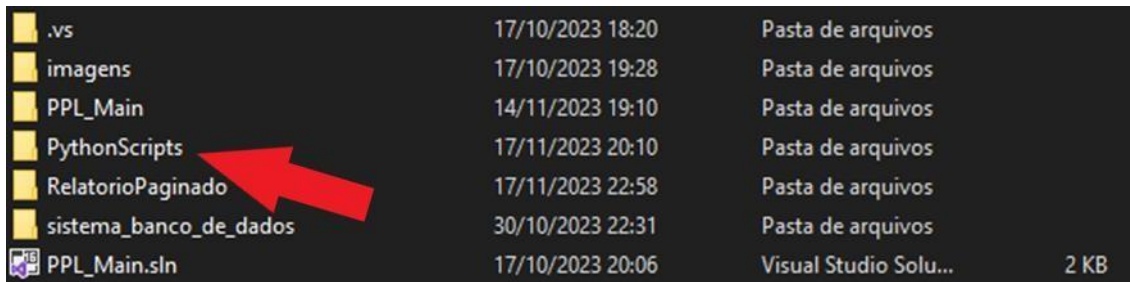 .vs 17/10/2023 18:20 Pasta de arquivos
imagens 17/10/2023 19:28 Pasta de arquivos
PPL_Main 14/11/2023 19:10 Pasta de arquivos
PythonScripts 17/11/2023 20:10 Pasta de arquivos
RelatorioPaginado 17/11/2023 22:58 Pasta de arquivos
sistema_banco_de_dados 30/10/2023 22:31 Pasta de arquivos
PPL_Main.sln 17/10/2023 20:06 Visual Studio Solu... 2 KB